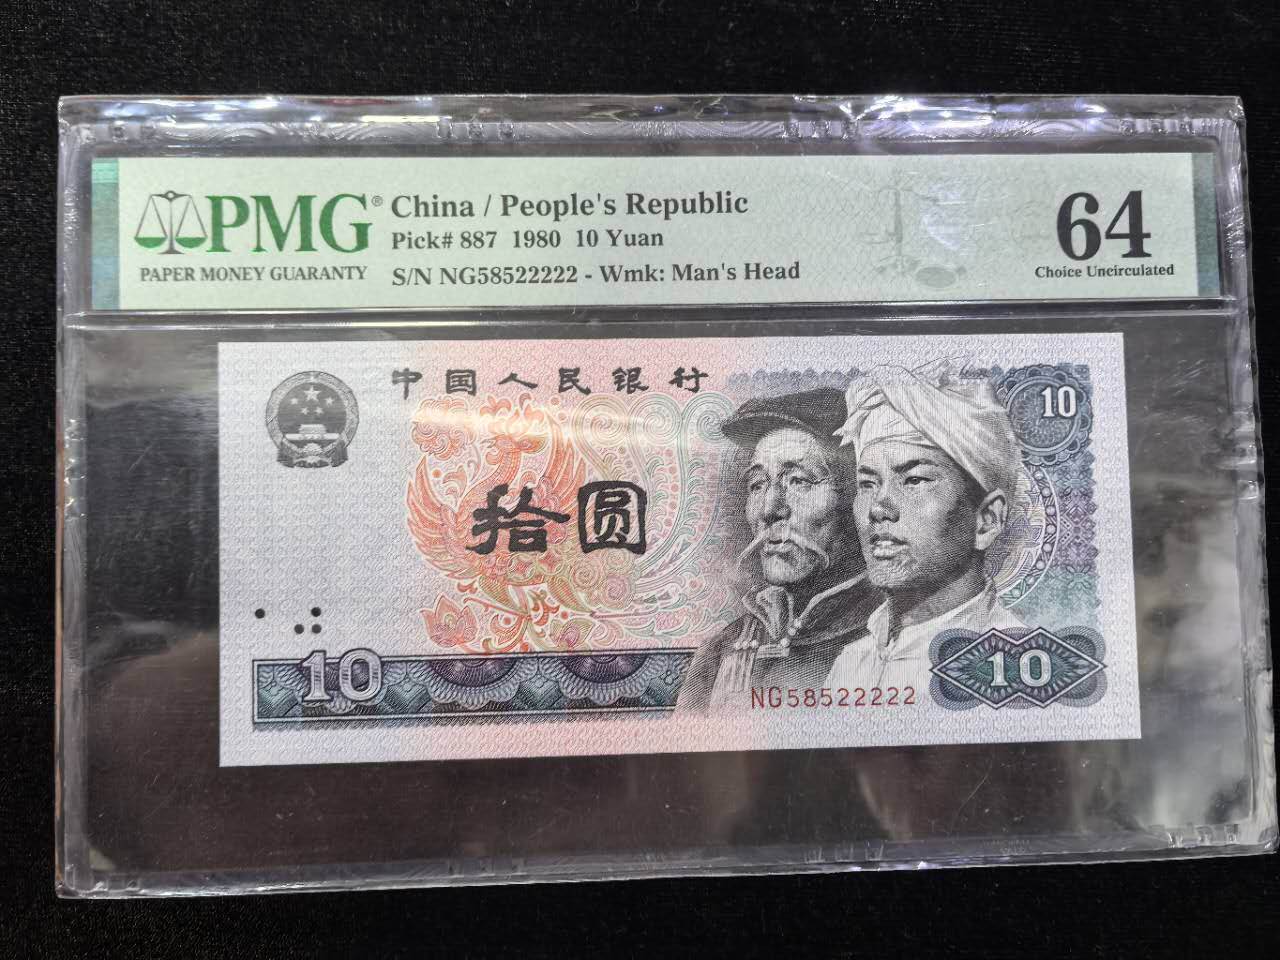 PMG®
PAPER MONEY GUARANTY
China / People's Republic
Pick# 887 1980 10 Yuan
S/N NG58522222 - Wmk: Man's Head
64
Choice Uncirculated
中国人民银行
10
拾圆
10
NG58522222
10